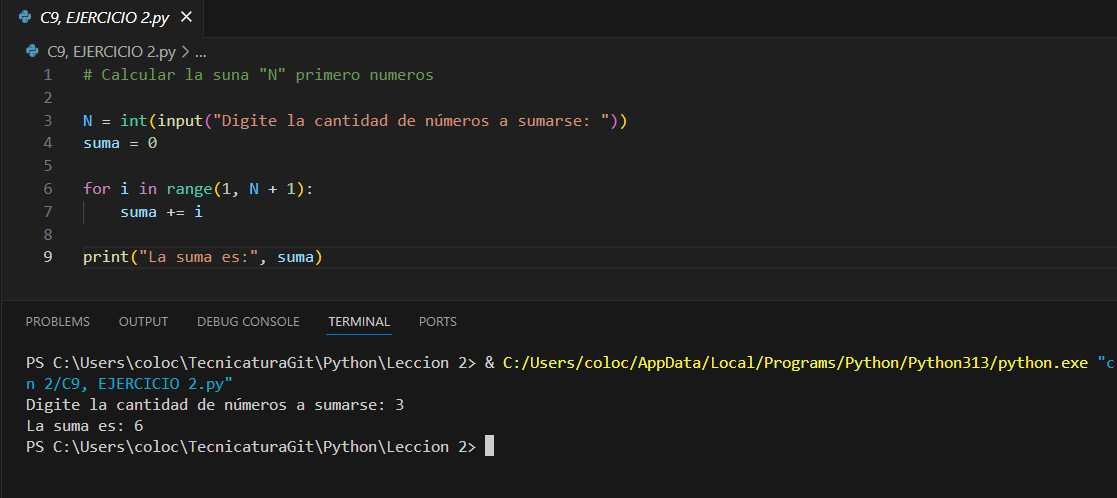 C9, EJERCICIO 2.py ×
C9, EJERCICIO 2.py > ...
1 # Calcular la suna "N" primero numeros
2
3 N = int(input("Digite la cantidad de números a sumarse: "))
4 suma = 0
5
6 for i in range(1, N + 1):
7 suma += i
8
9 print("La suma es:", suma)
PROBLEMS OUTPUT DEBUG CONSOLE TERMINAL PORTS
PS C:\Users\coloc\TecnicaturaGit\Python\Leccion 2> & C:/Users/coloc/AppData/Local/Programs/Python/Python313/python.exe "c
n 2/C9, EJERCICIO 2.py"
Digite la cantidad de números a sumarse: 3
La suma es: 6
PS C:\Users\coloc\TecnicaturaGit\Python\Leccion 2>